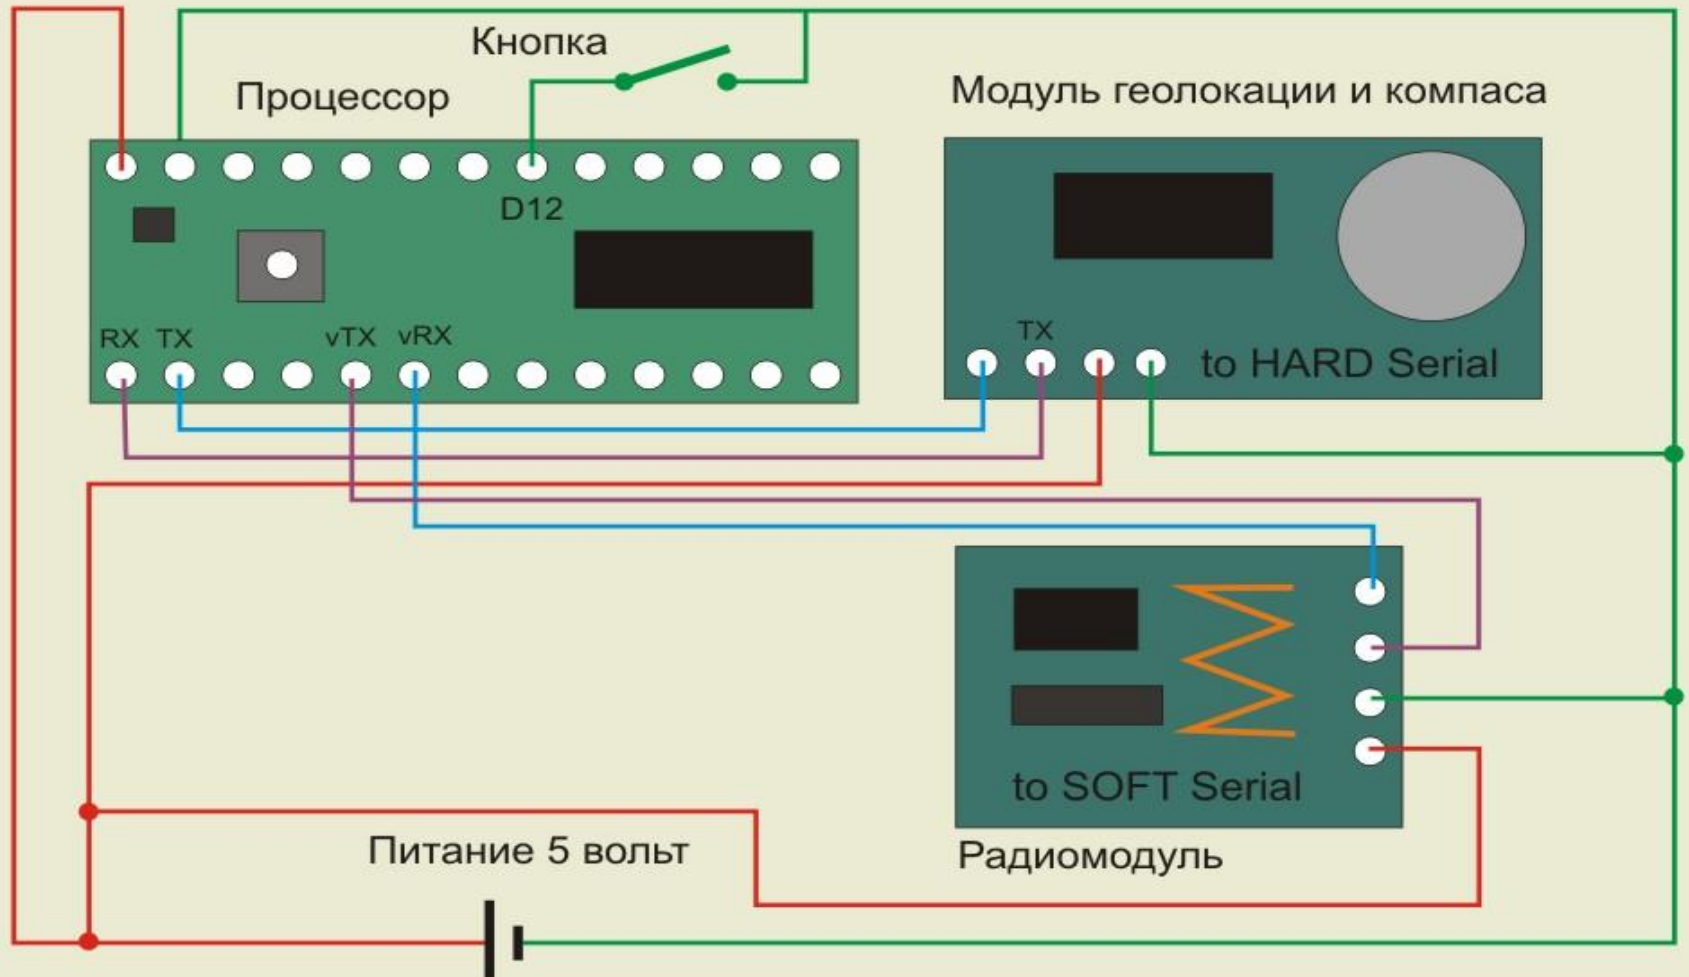 Кнопка
Процессор
Модуль геолокации и компаса
D12
RX TX vTX vRX
TX
to HARD Serial
to SOFT Serial
Питание 5 вольт
Радиомодуль